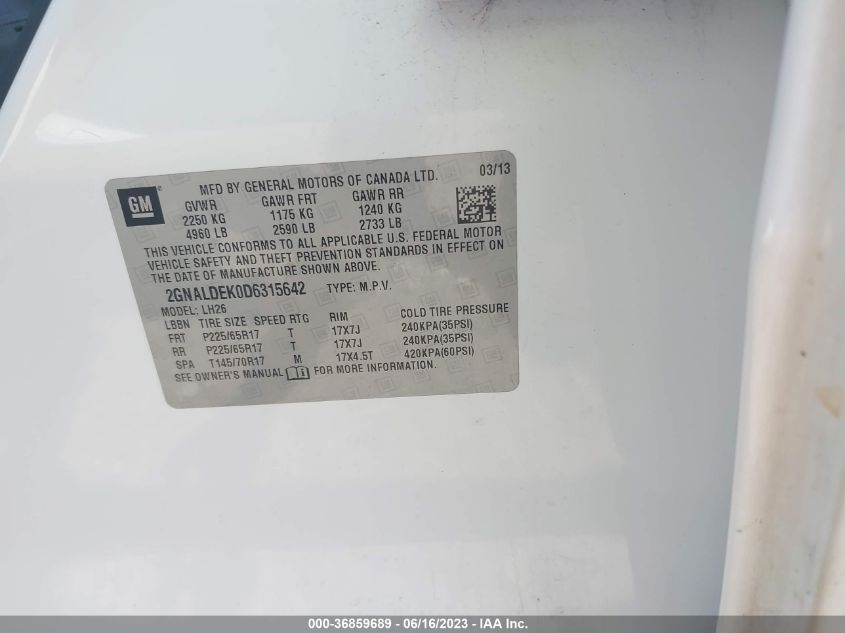 GM
MFD BY GENERAL MOTORS OF CANADA LTD. 03/13
GVWR GAWR FRT GAWR RR
2250 KG 1175 KG 1240 KG
4960 LB 2590 LB 2733 LB
THIS VEHICLE CONFORMS TO ALL APPLICABLE U.S. FEDERAL MOTOR
VEHICLE SAFETY AND THEFT PREVENTION STANDARDS IN EFFECT ON
THE DATE OF MANUFACTURE SHOWN ABOVE.
2GNALDEK0D6315642 TYPE: M.P.V.
MODEL: LH26
LBBN TIRE SIZE SPEED RTG RIM COLD TIRE PRESSURE
FRT P225/65R17 T 17X7J 240KPA(35PSI)
RR P225/65R17 T 17X7J 240KPA(35PSI)
SPA T145/70R17 M 17X4.5T 420KPA(60PSI)
SEE OWNER'S MANUAL FOR MORE INFORMATION.
000-36859689 - 06/16/2023 - IAA Inc.